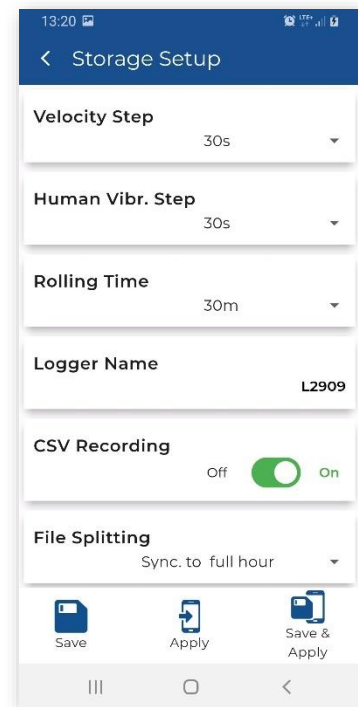 13:20
LTE+
Storage Setup
Velocity Step
30s
Human Vibr. Step
30s
Rolling Time
30m
Logger Name
L2909
CSV Recording
Off On
File Splitting
Sync. to full hour
Save Apply Save &
Apply